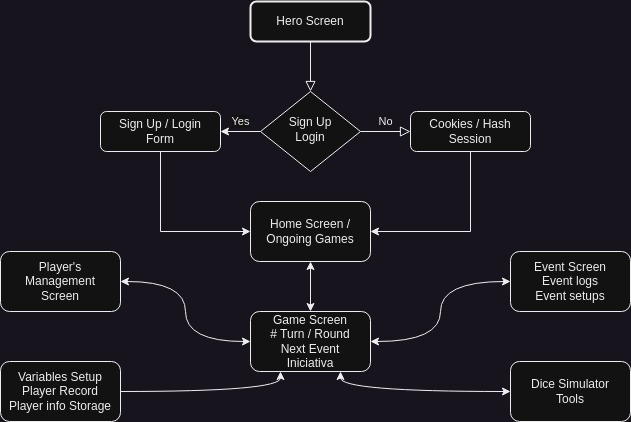 Hero Screen
Sign Up
Login
Yes
No
Sign Up / Login
Form
Cookies / Hash
Session
Home Screen /
Ongoing Games
Player's
Management
Screen
Event Screen
Event logs
Event setups
Game Screen
# Turn / Round
Next Event
Iniciativa
Variables Setup
Player Record
Player info Storage
Dice Simulator
Tools